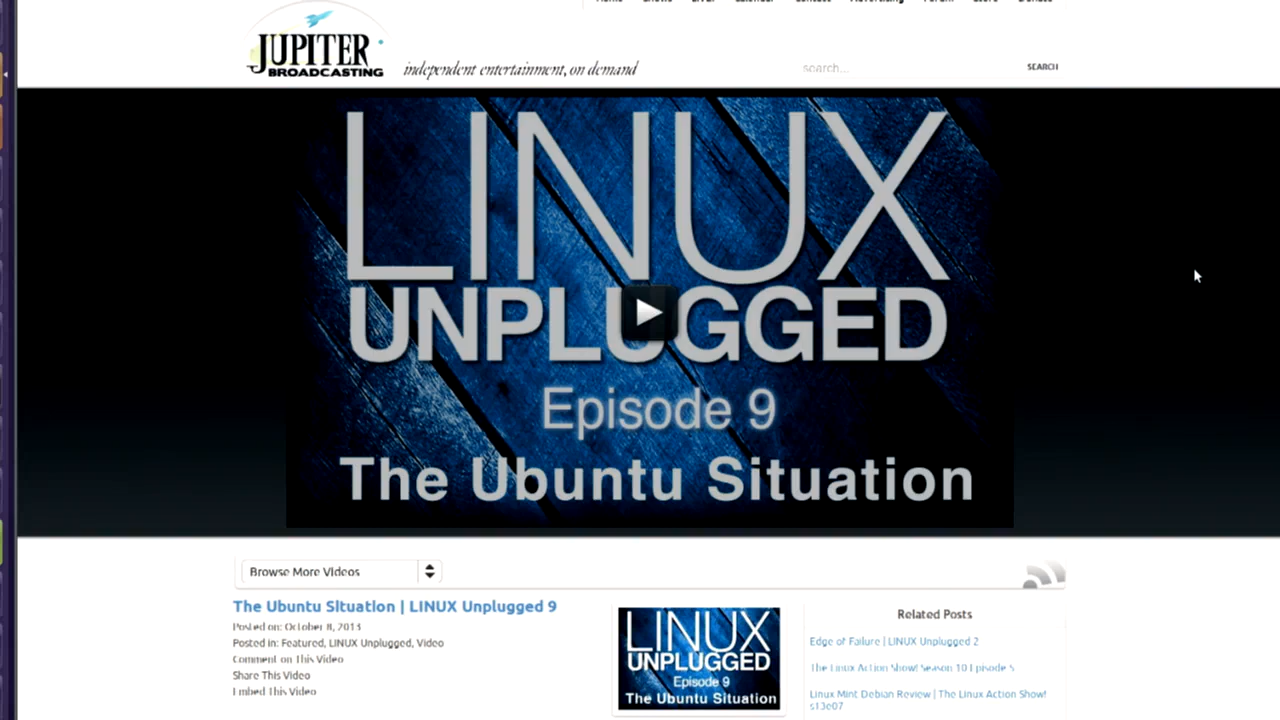 JUPITER
BROADCASTING
independent entertainment, on demand
search...
SEARCH
LINUX
UNPLUGGED
Episode 9
The Ubuntu Situation
Browse More Videos
The Ubuntu Situation | LINUX Unplugged 9
Posted on: October 8, 2013
Posted in: Featured, LINUX Unplugged, Video
Comment on This Video
Share This Video
Embed This Video
LINUX
UNPLUGGED
Episode 9
The Ubuntu Situation
Related Posts
Edge of Failure | LINUX Unplugged 2
The Linux Action Show! Season 10 Episode 5
Linux Mint Debian Review | The Linux Action Show!
s13e07